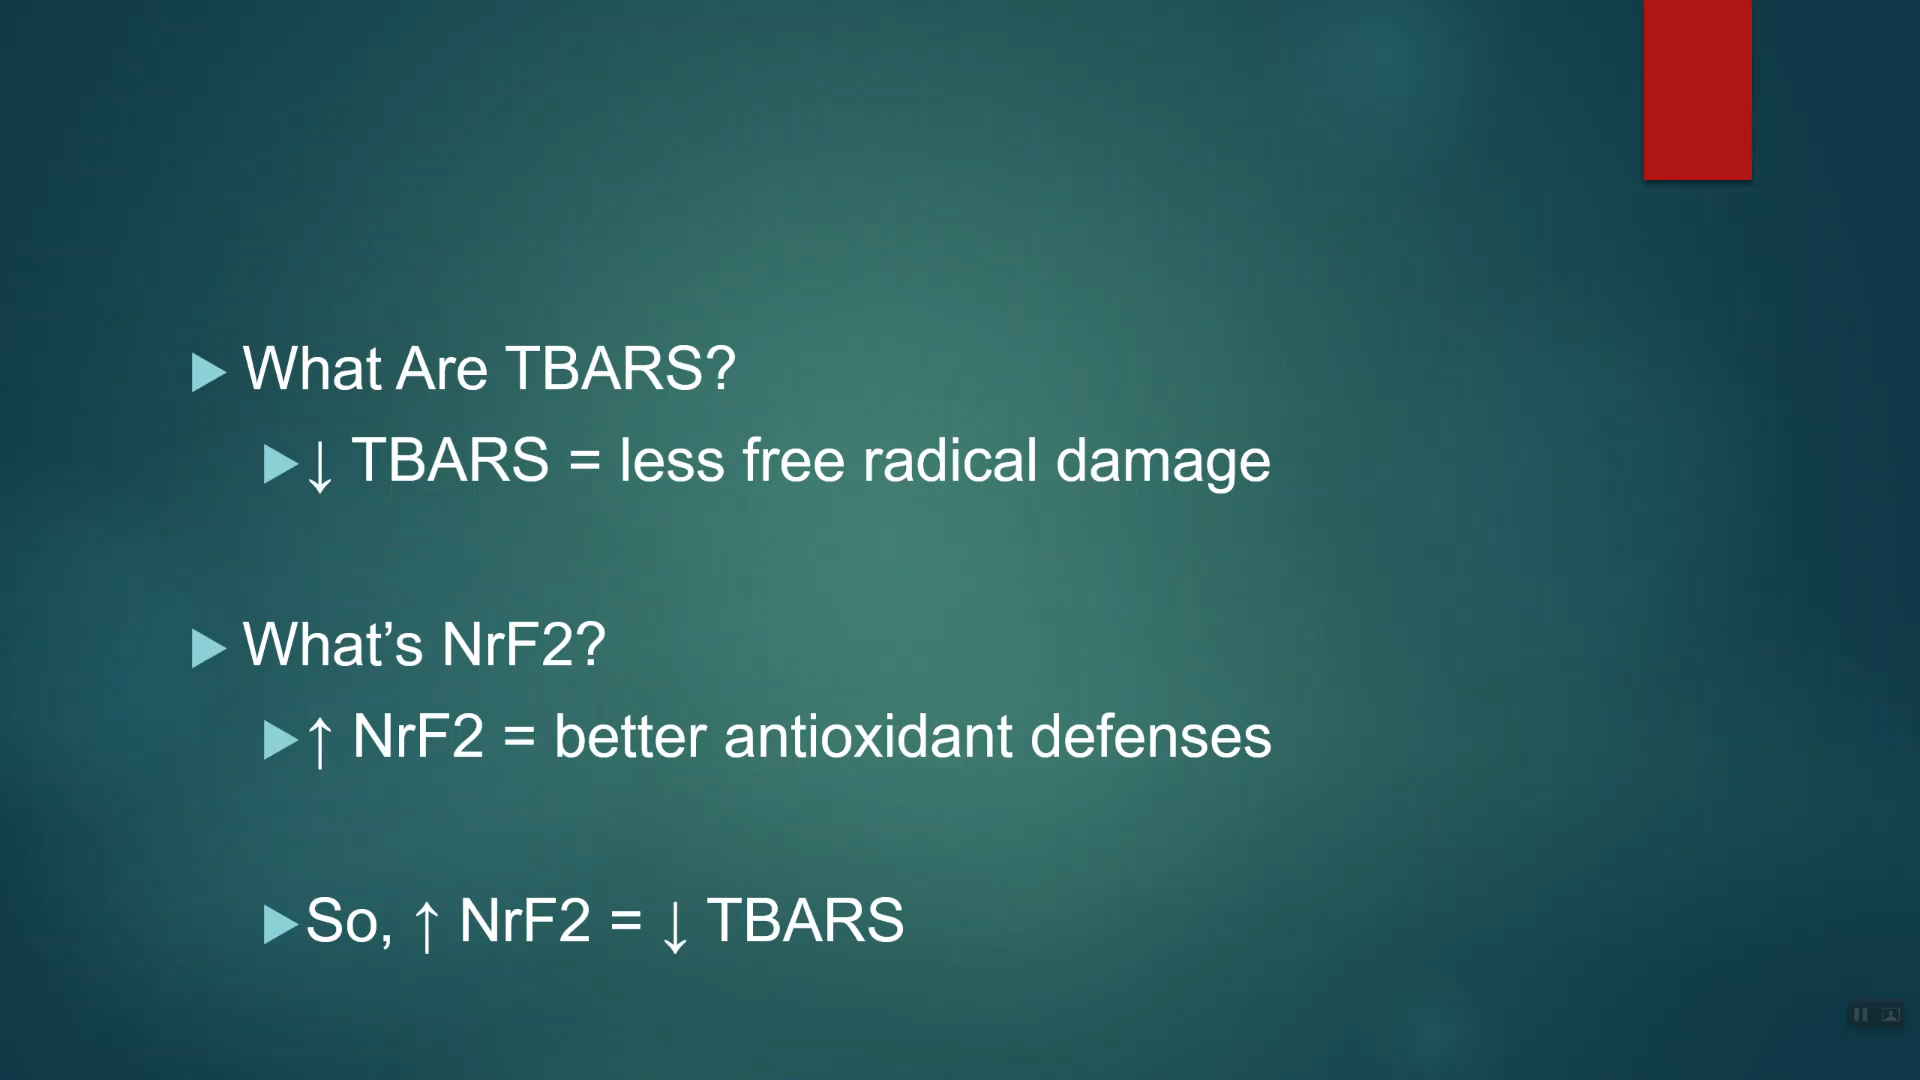 What Are TBARS?
↓ TBARS = less free radical damage
What’s NrF2?
↑ NrF2 = better antioxidant defenses
So, ↑ NrF2 = ↓ TBARS